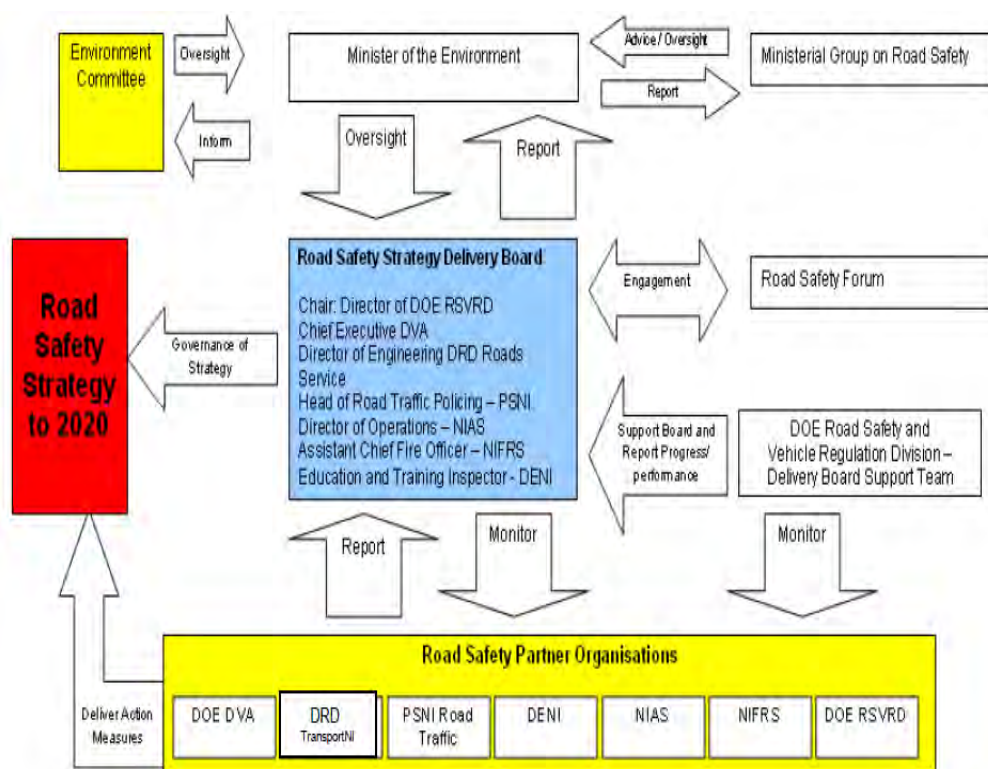 Environment
Committee
Oversight
Inform
Minister of the Environment
Advice / Oversight
Report
Ministerial Group on Road Safety
Oversight
Report
Road
Safety
Strategy
to 2020
Governance of
Strategy
Road Safety Strategy Delivery Board
Chair: Director of DOE RSVRD
Chief Executive DVA
Director of Engineering DRD Roads
Service
Head of Road Traffic Policing – PSNI
Director of Operations – NIAS
Assistant Chief Fire Officer – NIFRS
Education and Training Inspector - DENI
Engagement
Road Safety Forum
Support Board and
Report Progress/
performance
DOE Road Safety and
Vehicle Regulation Division –
Delivery Board Support Team
Report
Monitor
Monitor
Deliver Action
Measures
Road Safety Partner Organisations
DOE DVA
DRD
TransportNI
PSNI Road
Traffic
DENI
NIAS
NIFRS
DOE RSVRD